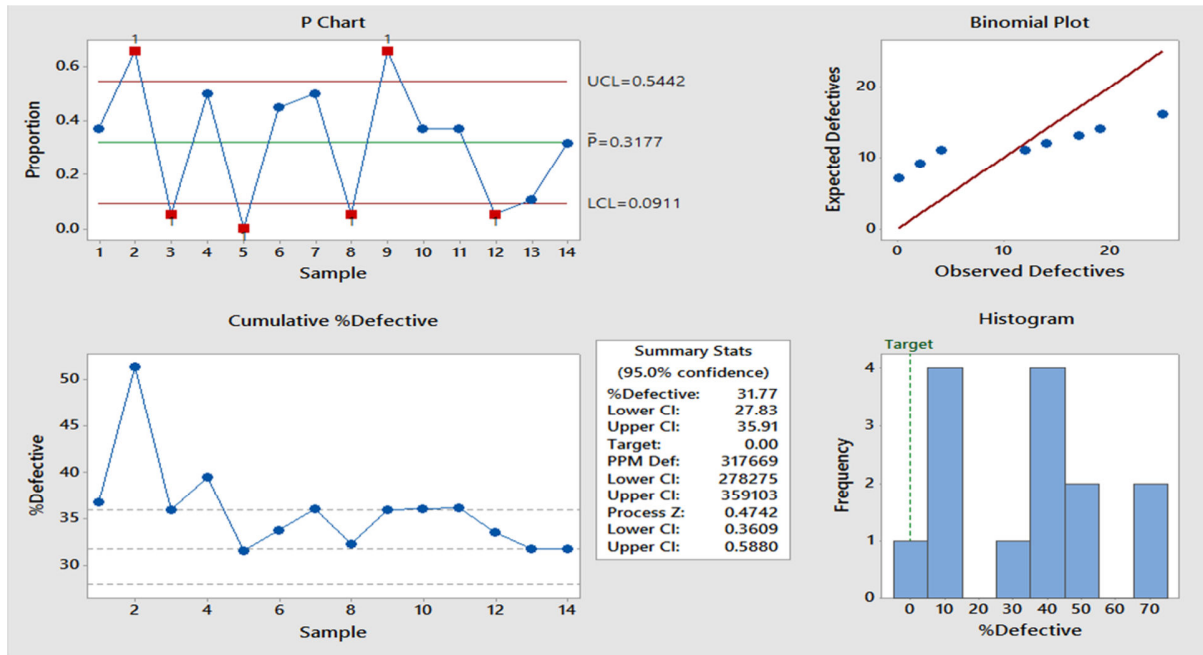 P Chart
Proportion
0.6
0.4
0.2
0.0
1
1
1
1
1
1
UCL=0.5442
P̄=0.3177
LCL=0.0911
1 2 3 4 5 6 7 8 9 10 11 12 13 14
Sample
Binomial Plot
Expected Defectives
20
10
0
0 10 20
Observed Defectives
Cumulative %Defective
%Defective
50
45
40
35
30
2 4 6 8 10 12 14
Sample
Summary Stats
(95.0% confidence)
%Defective: 31.77
Lower CI: 27.83
Upper CI: 35.91
Target: 0.00
PPM Def: 317669
Lower CI: 278275
Upper CI: 359103
Process Z: 0.4742
Lower CI: 0.3609
Upper CI: 0.5880
Histogram
Target
Frequency
4
3
2
1
0
0 10 20 30 40 50 60 70
%Defective